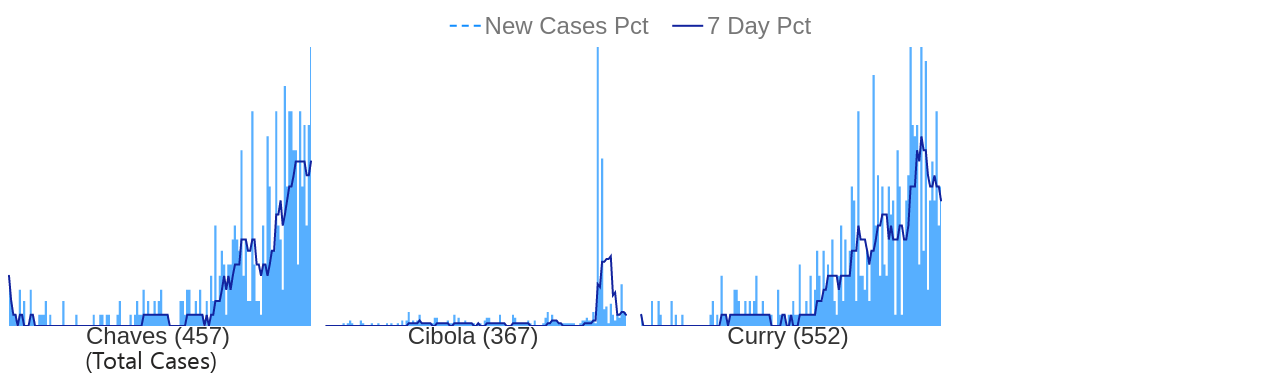 New Cases Pct 7 Day Pct
Chaves (457) Cibola (367) Curry (552)
(Total Cases)